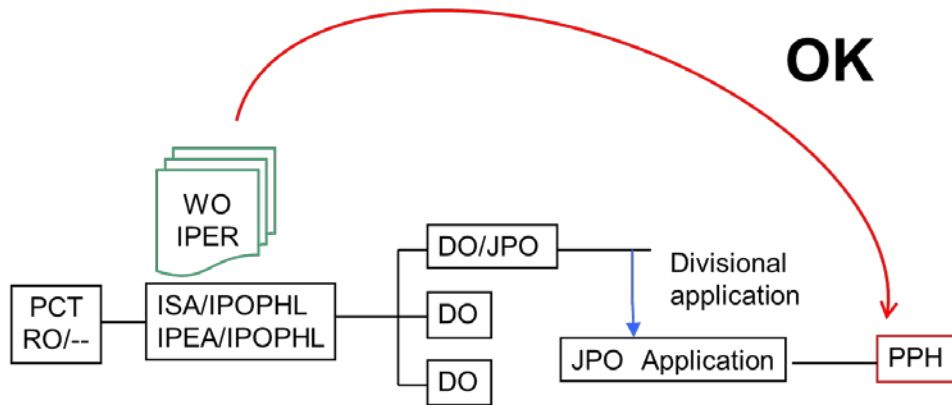 OK
WO
IPER
DO/JPO
Divisional
application
PCT
RO/--
ISA/IPOPHL
IPEA/IPOPHL
DO
JPO Application
PPH
DO